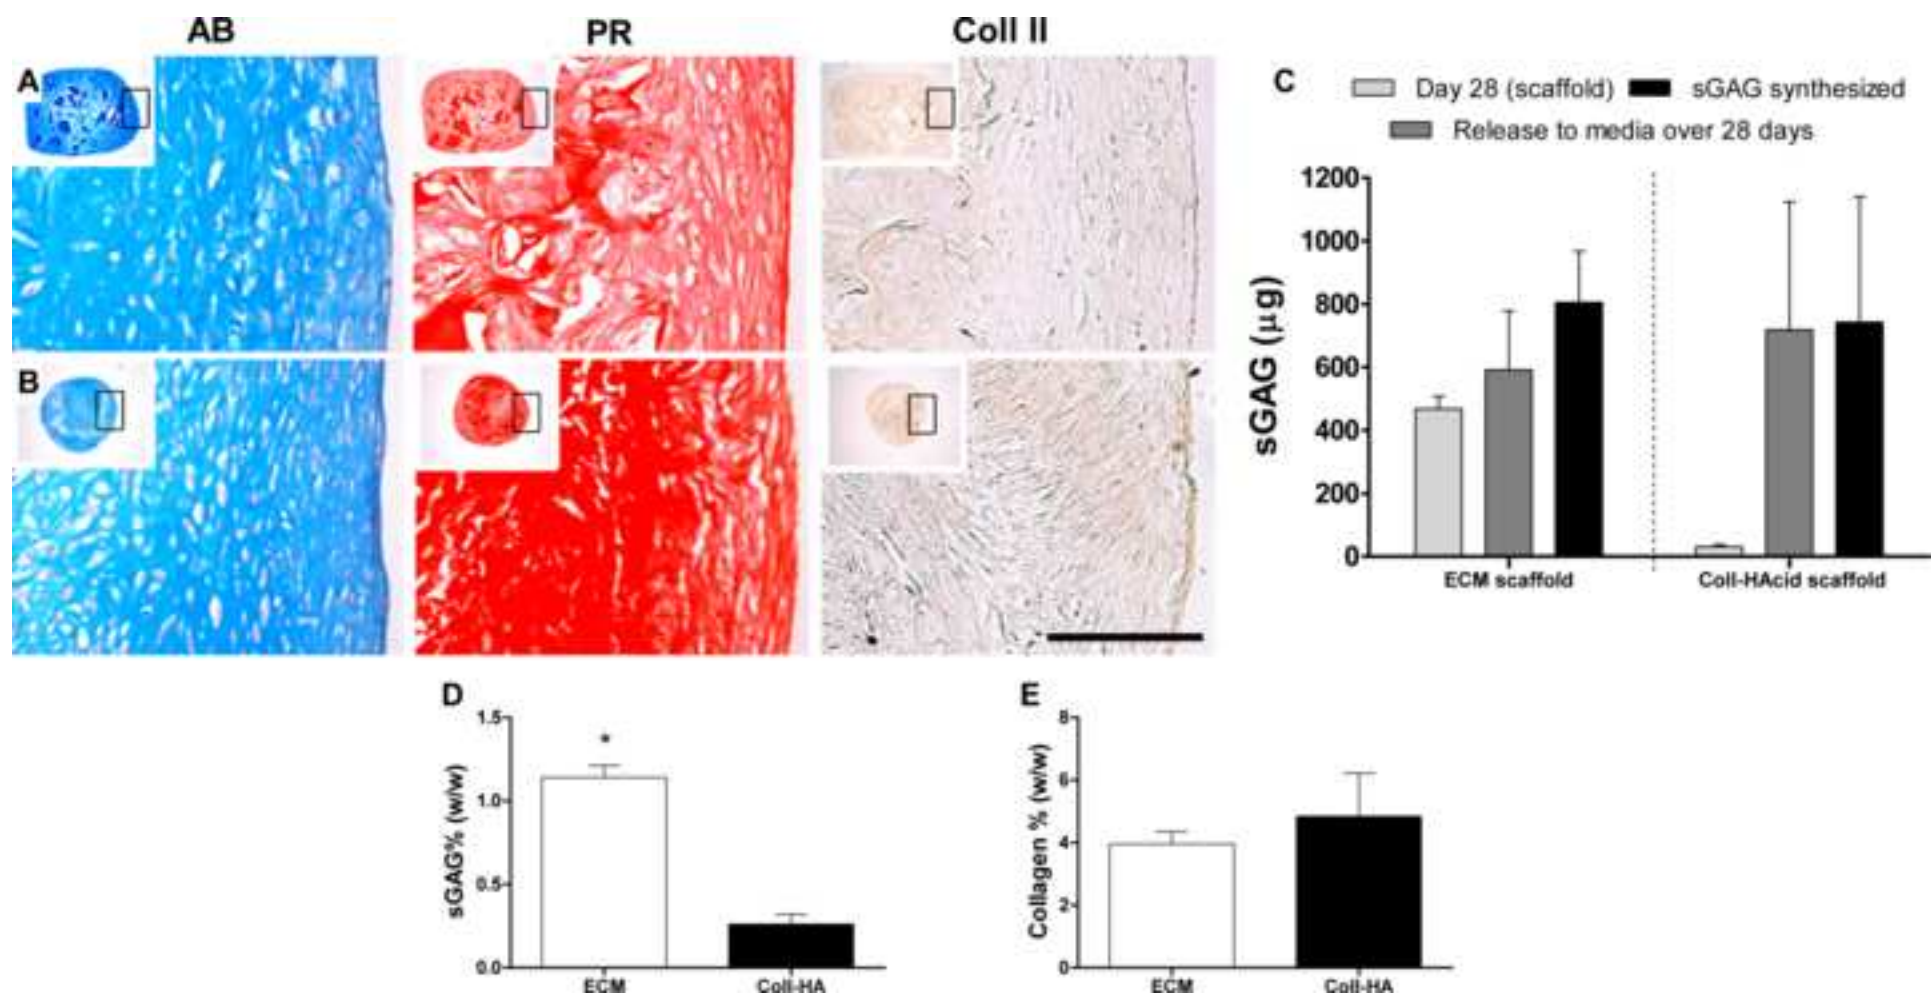 AB PR Coll II
A
B
C
Day 28 (scaffold) sGAG synthesized
Release to media over 28 days
sGAG (µg)
1200
1000
800
600
400
200
0
ECM scaffold Coll-HAcid scaffold
D
sGAG% (w/w)
1.5
*
1.0
0.5
0.0
ECM Coll-HA
E
Collagen % (w/w)
8
6
4
2
0
ECM Coll-HA